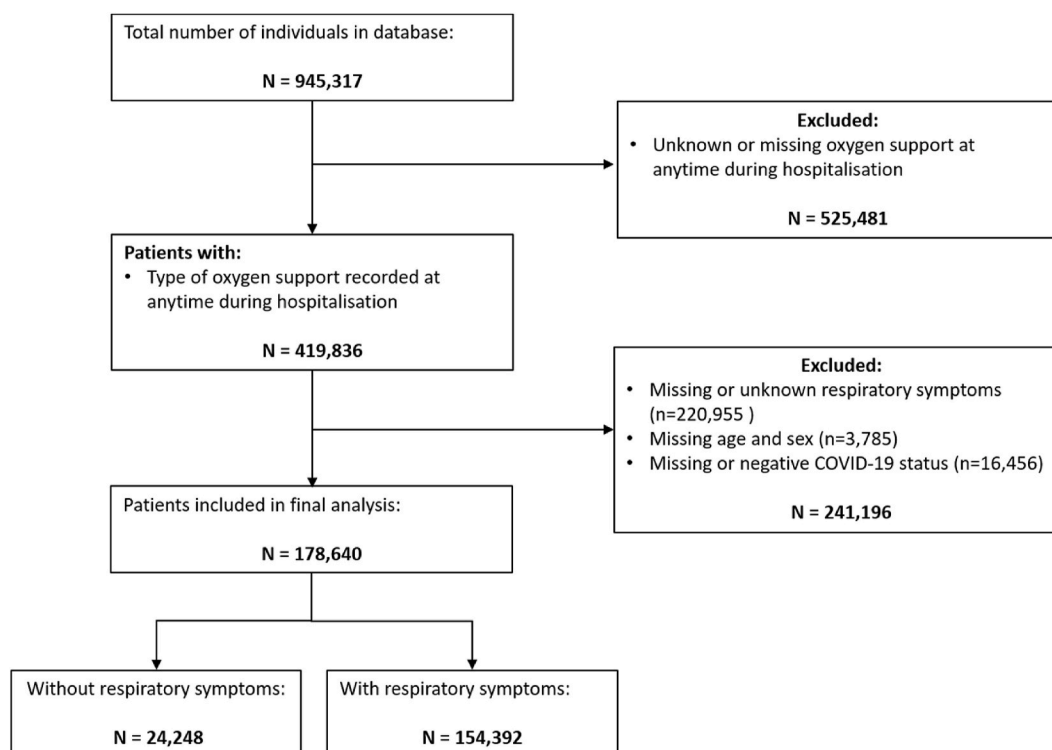 Total number of individuals in database:
N = 945,317
Excluded:
• Unknown or missing oxygen support at
anytime during hospitalisation
N = 525,481
Patients with:
• Type of oxygen support recorded at
anytime during hospitalisation
N = 419,836
Excluded:
• Missing or unknown respiratory symptoms
(n=220,955 )
• Missing age and sex (n=3,785)
• Missing or negative COVID-19 status (n=16,456)
N = 241,196
Patients included in final analysis:
N = 178,640
Without respiratory symptoms:
N = 24,248
With respiratory symptoms:
N = 154,392